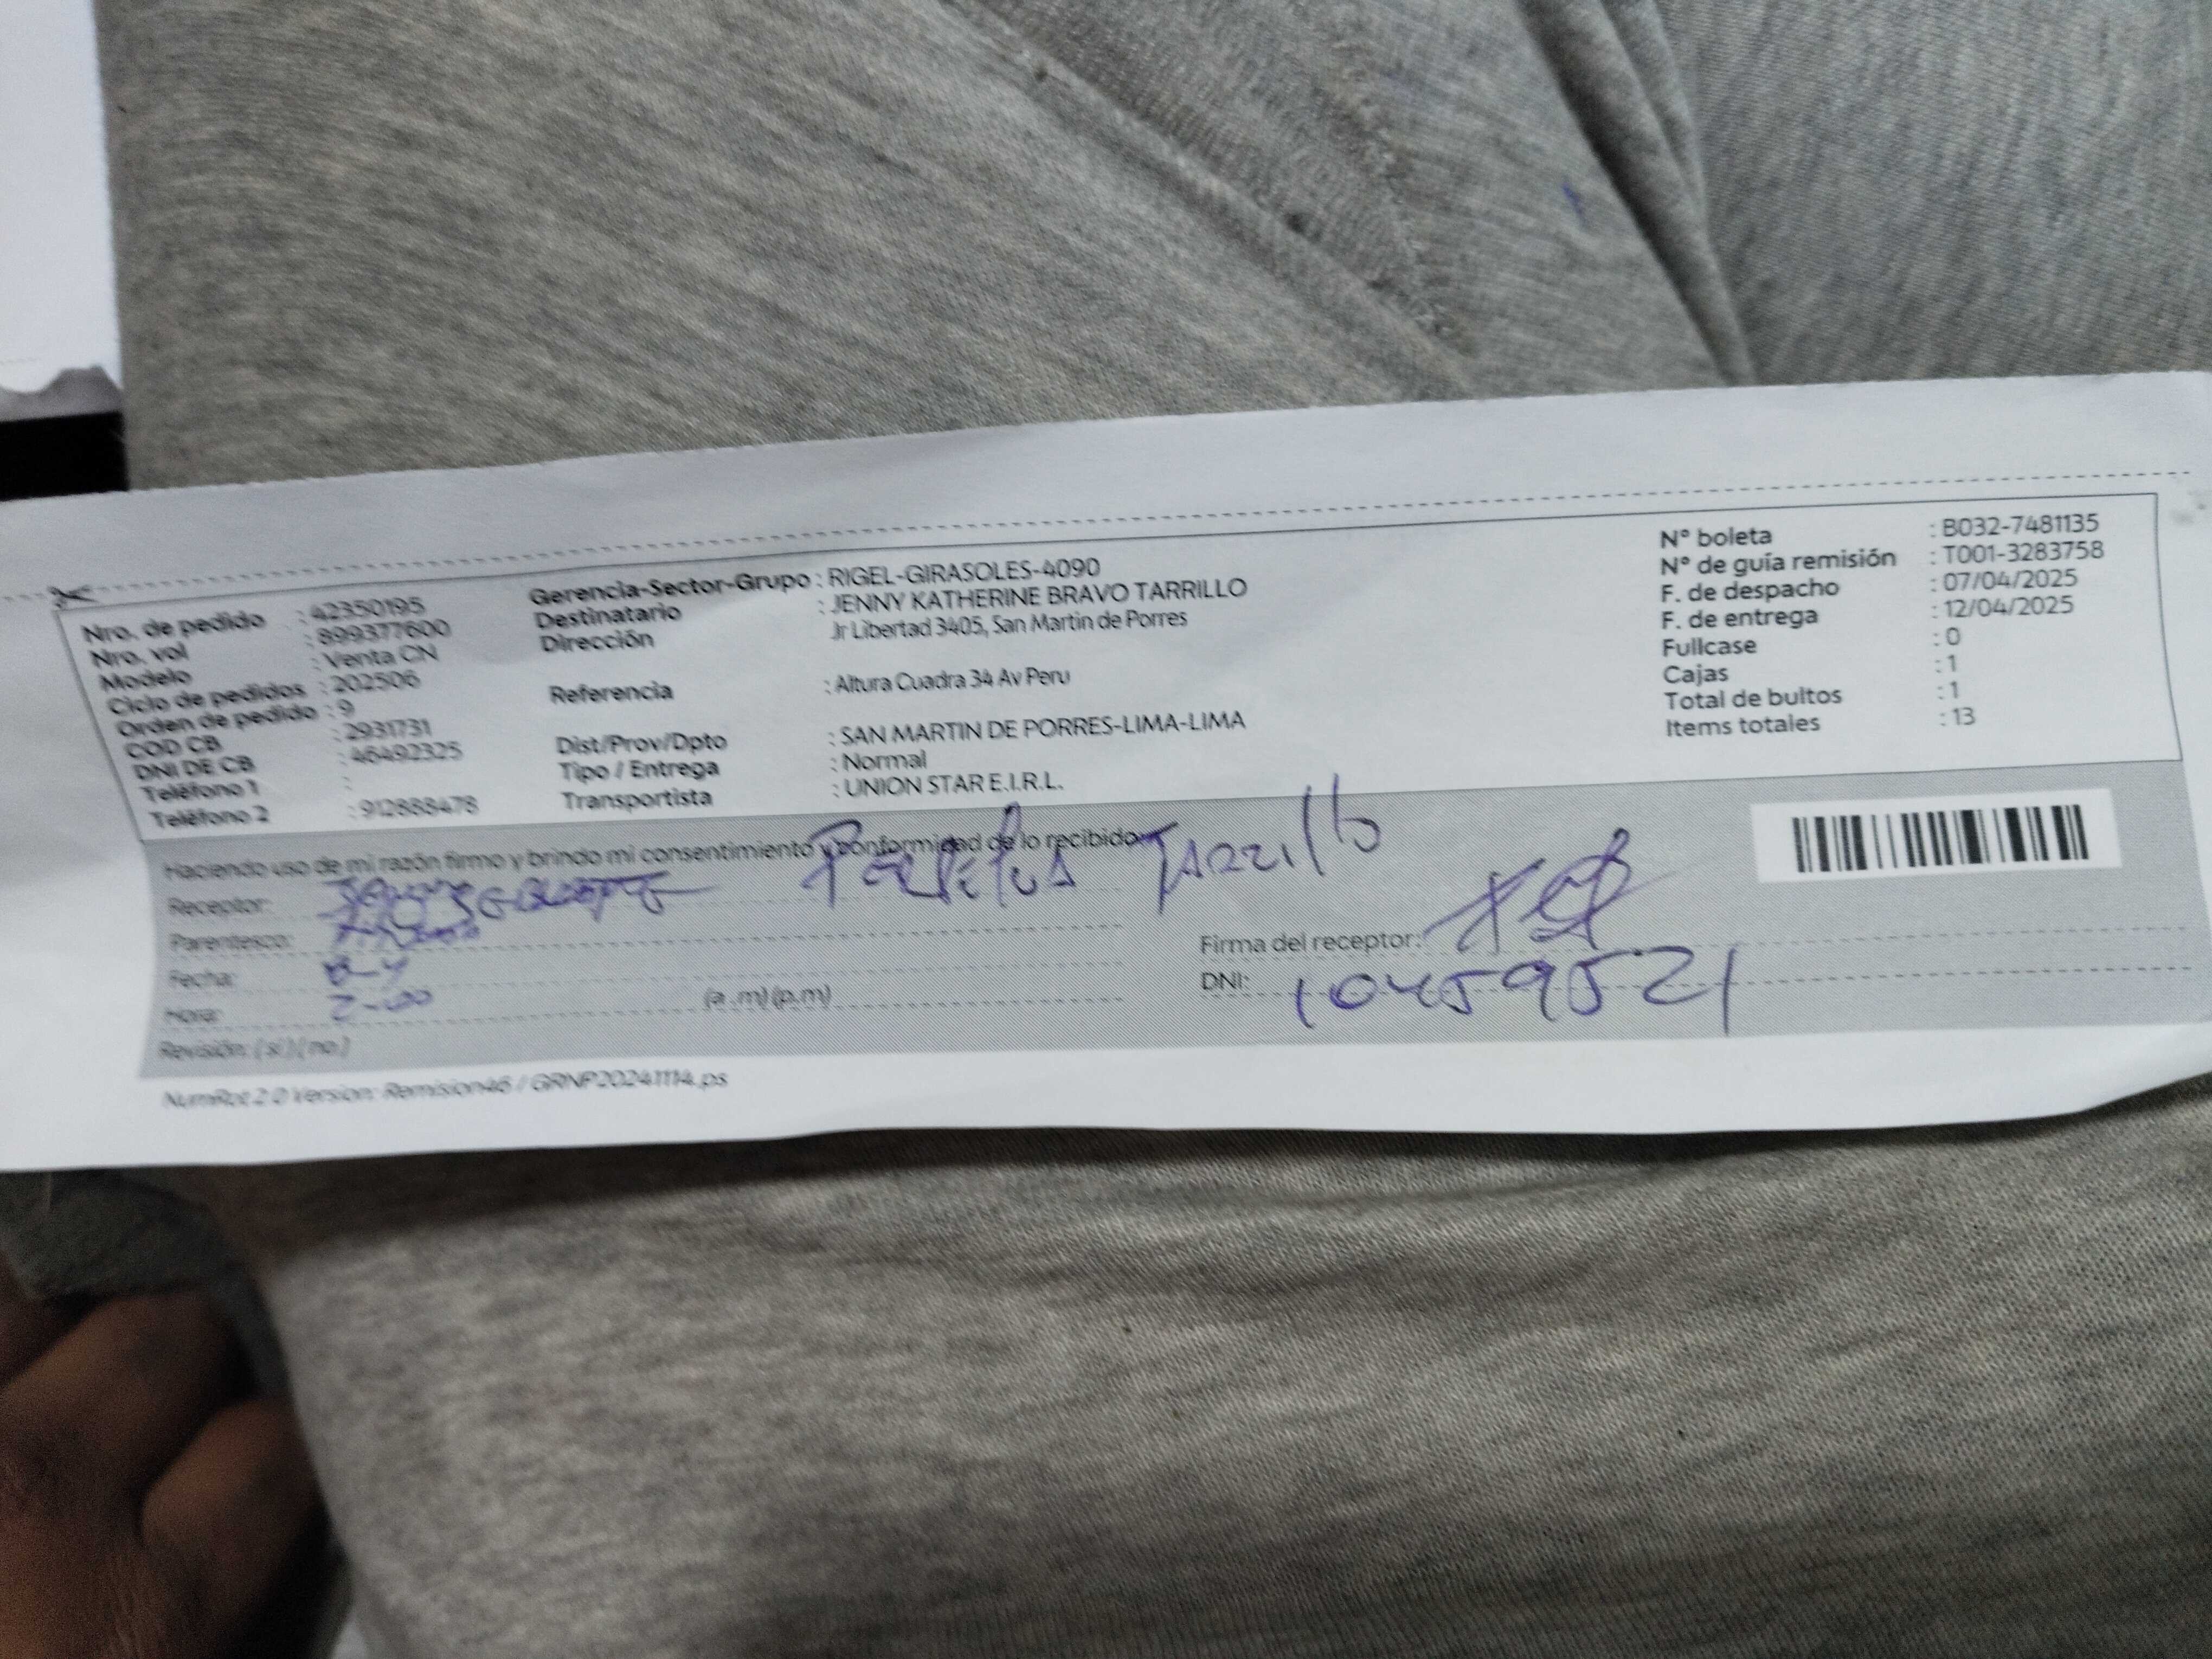 Nro. de pedido : 42350195
Nro. vol : 899377600
Modelo : Venta CN
Ciclo de pedidos : 202506
Orden de pedido : 9
COD CB : 2931731
DNI DE CB : 46492325
Teléfono 1 :
Teléfono 2 : 912888478
Gerencia-Sector-Grupo : RIGEL-GIRASOLES-4090
Destinatario : JENNY KATHERINE BRAVO TARRILLO
Dirección Jr Libertad 3405, San Martin de Porres
Referencia : Altura Cuadra 34 Av Peru
Dist/Prov/Dpto : SAN MARTIN DE PORRES-LIMA-LIMA
Tipo / Entrega : Normal
Transportista : UNION STAR E.I.R.L.
N° boleta : B032-7481135
N° de guía remisión : T001-3283758
F. de despacho : 07/04/2025
F. de entrega : 12/04/2025
Fullcase : 0
Cajas : 1
Total de bultos : 1
Items totales : 13
Haciendo uso de mi razón firmo y brindo mi consentimiento y conformidad de lo recibido
Receptor: Tarrillo
Parentesco:
Fecha:
Hora: 2-00 (a .m) (p.m)
Revisión: ( si ) ( no )
Firma del receptor:
DNI: 10459521
NumRot 2.0 Version: Remision46 / GRNP20241114.ps